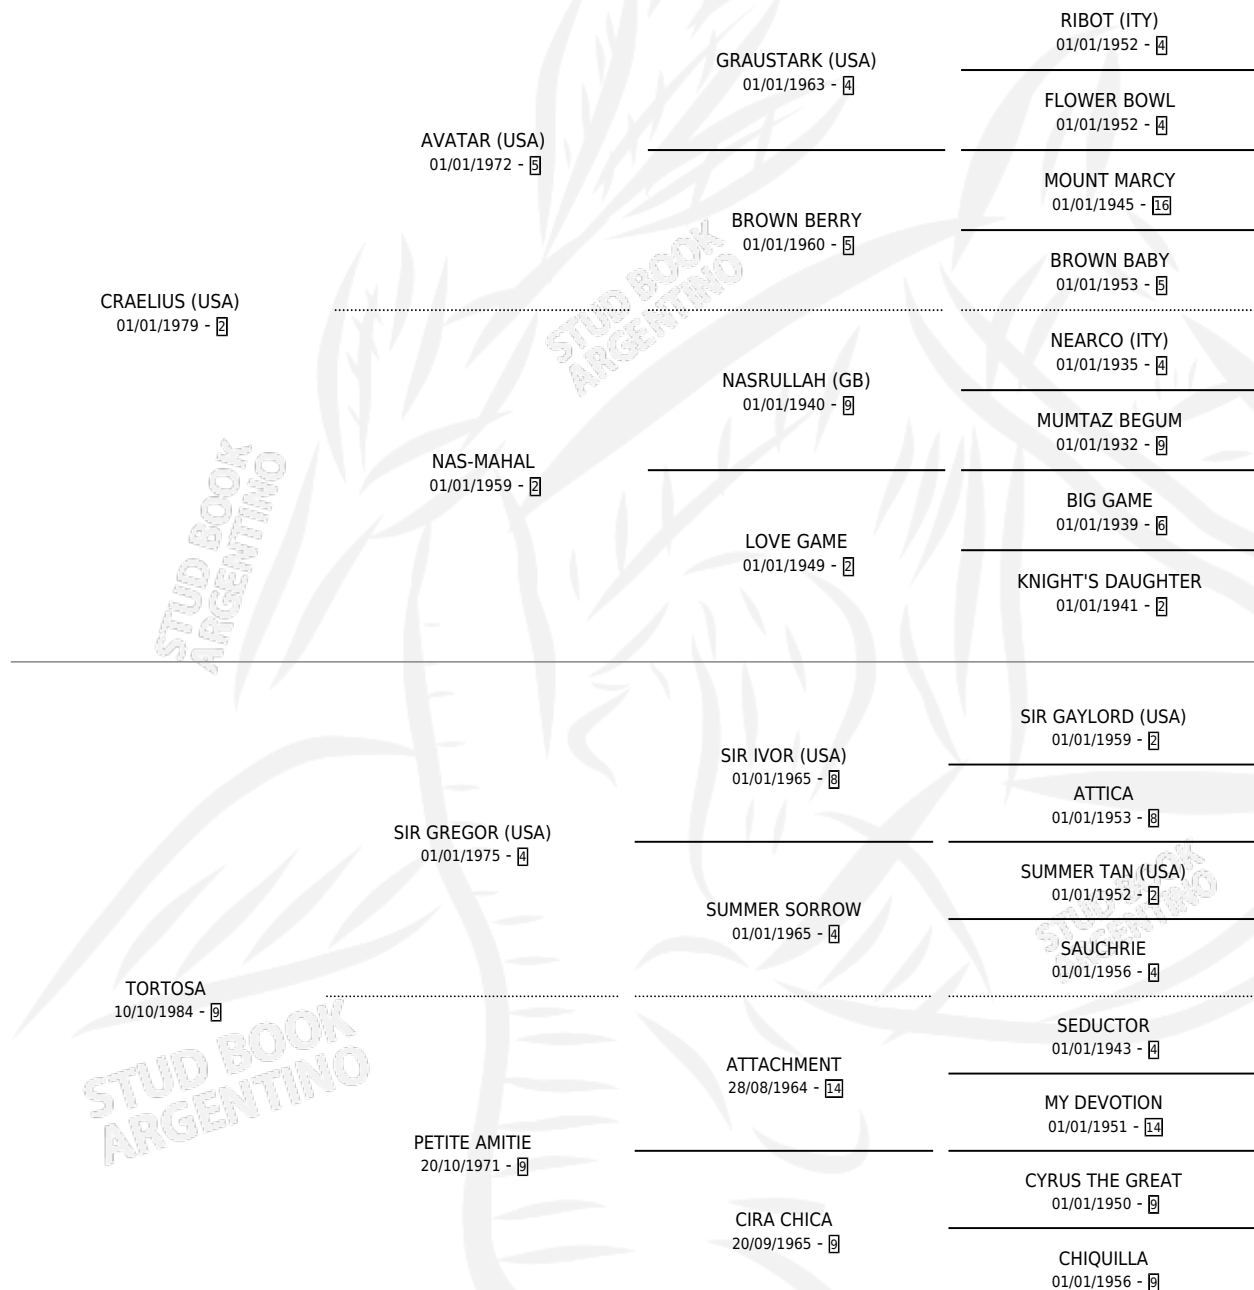 RIBOT (ITY)
01/01/1952 - 4
GRAUSTARK (USA)
01/01/1963 - 4
FLOWER BOWL
01/01/1952 - 4
AVATAR (USA)
01/01/1972 - 5
MOUNT MARCY
01/01/1945 - 16
BROWN BERRY
01/01/1960 - 5
BROWN BABY
01/01/1953 - 5
CRAELIUS (USA)
01/01/1979 - 2
NEARCO (ITY)
01/01/1935 - 4
NASRULLAH (GB)
01/01/1940 - 9
MUMTAZ BEGUM
01/01/1932 - 9
NAS-MAHAL
01/01/1959 - 2
BIG GAME
01/01/1939 - 6
LOVE GAME
01/01/1949 - 2
KNIGHT'S DAUGHTER
01/01/1941 - 2
SIR GAYLORD (USA)
01/01/1959 - 2
SIR IVOR (USA)
01/01/1965 - 8
ATTICA
01/01/1953 - 8
SIR GREGOR (USA)
01/01/1975 - 4
SUMMER TAN (USA)
01/01/1952 - 2
SUMMER SORROW
01/01/1965 - 4
SAUCHRIE
01/01/1956 - 4
TORTOSA
10/10/1984 - 9
SEDUCTOR
01/01/1943 - 4
ATTACHMENT
28/08/1964 - 14
MY DEVOTION
01/01/1951 - 14
PETITE AMITIE
20/10/1971 - 9
CYRUS THE GREAT
01/01/1950 - 9
CIRA CHICA
20/09/1965 - 9
CHIQUILLA
01/01/1956 - 9
STUD BOOK
ARGENTINO
STUD BOOK
ARGENTINO
STUD BOOK
ARGENTINO
STUD BOOK
ARGENTINO